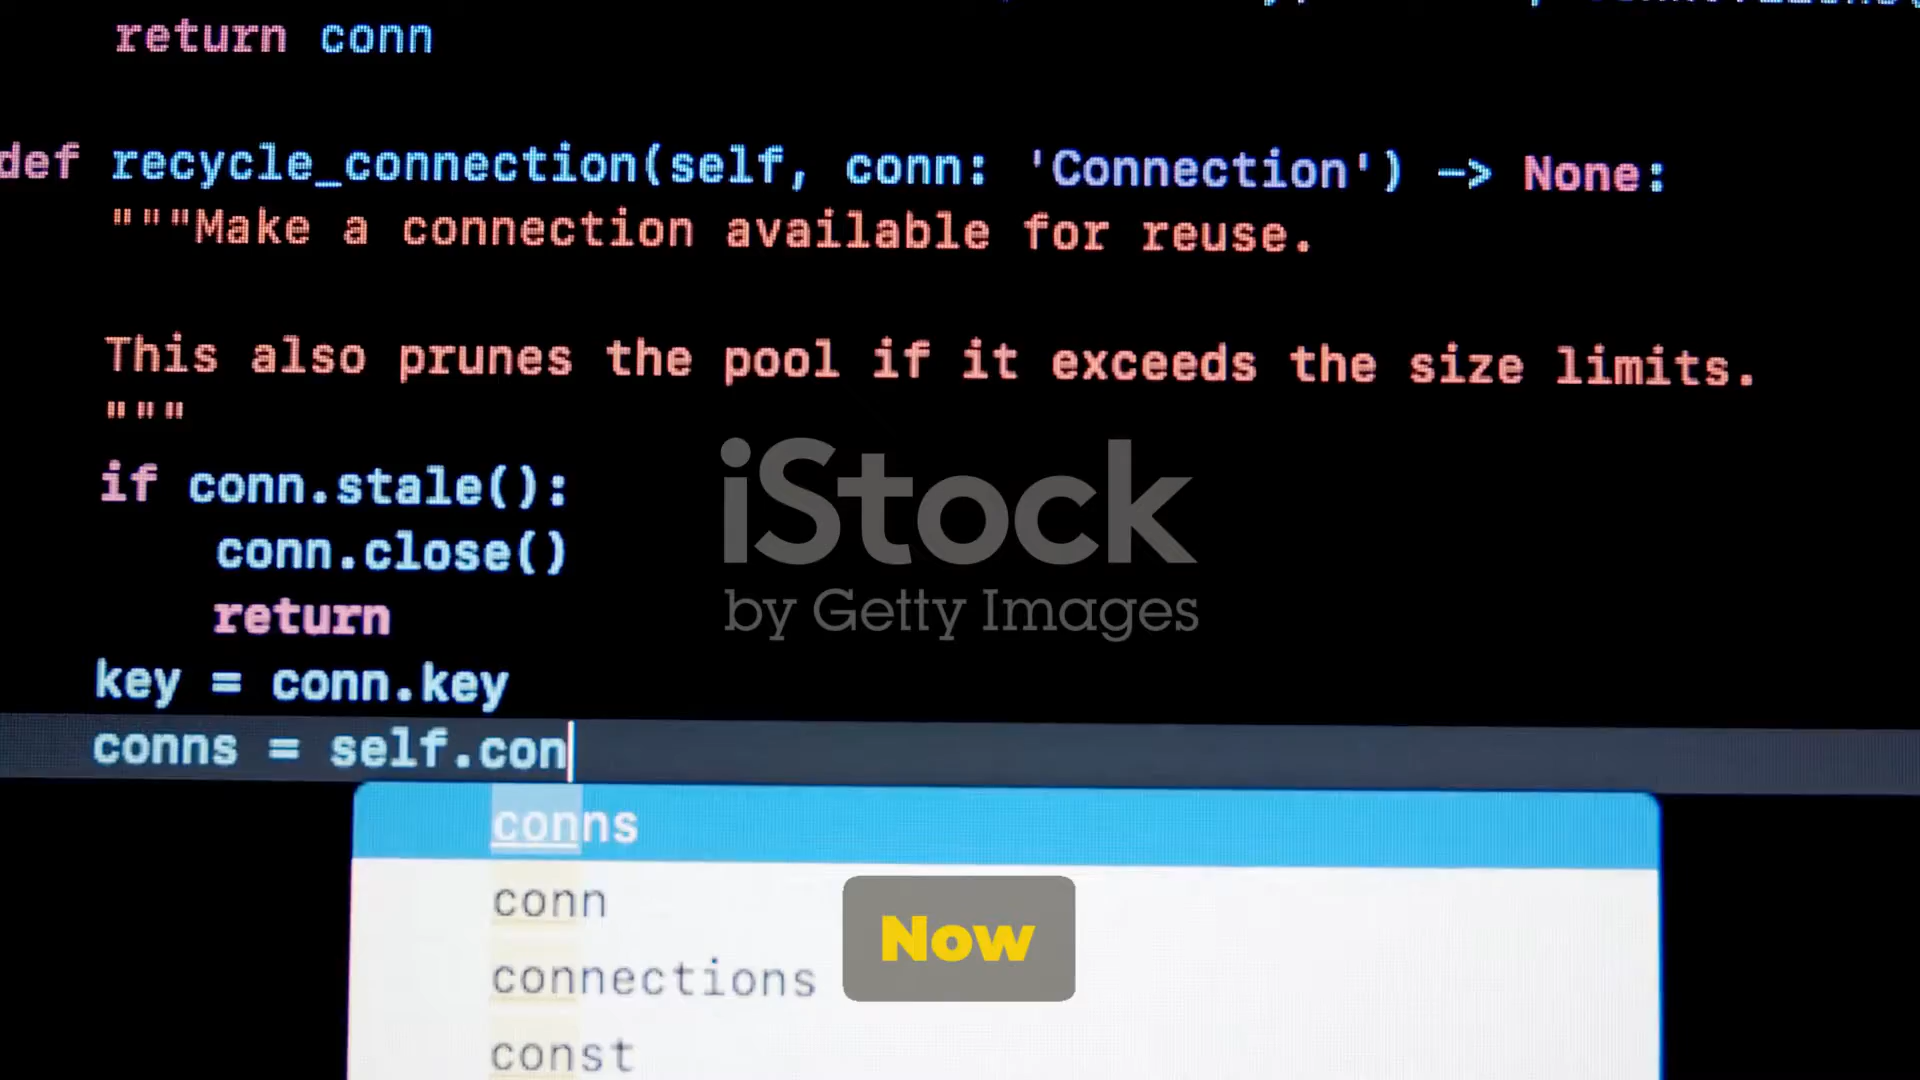 return conn
def recycle_connection(self, conn: 'Connection') -> None:
"""Make a connection available for reuse.
This also prunes the pool if it exceeds the size limits.
"""
if conn.stale():
conn.close()
return
key = conn.key
conns = self.con
conns
conn
connections
const
iStock
by Getty Images
Now